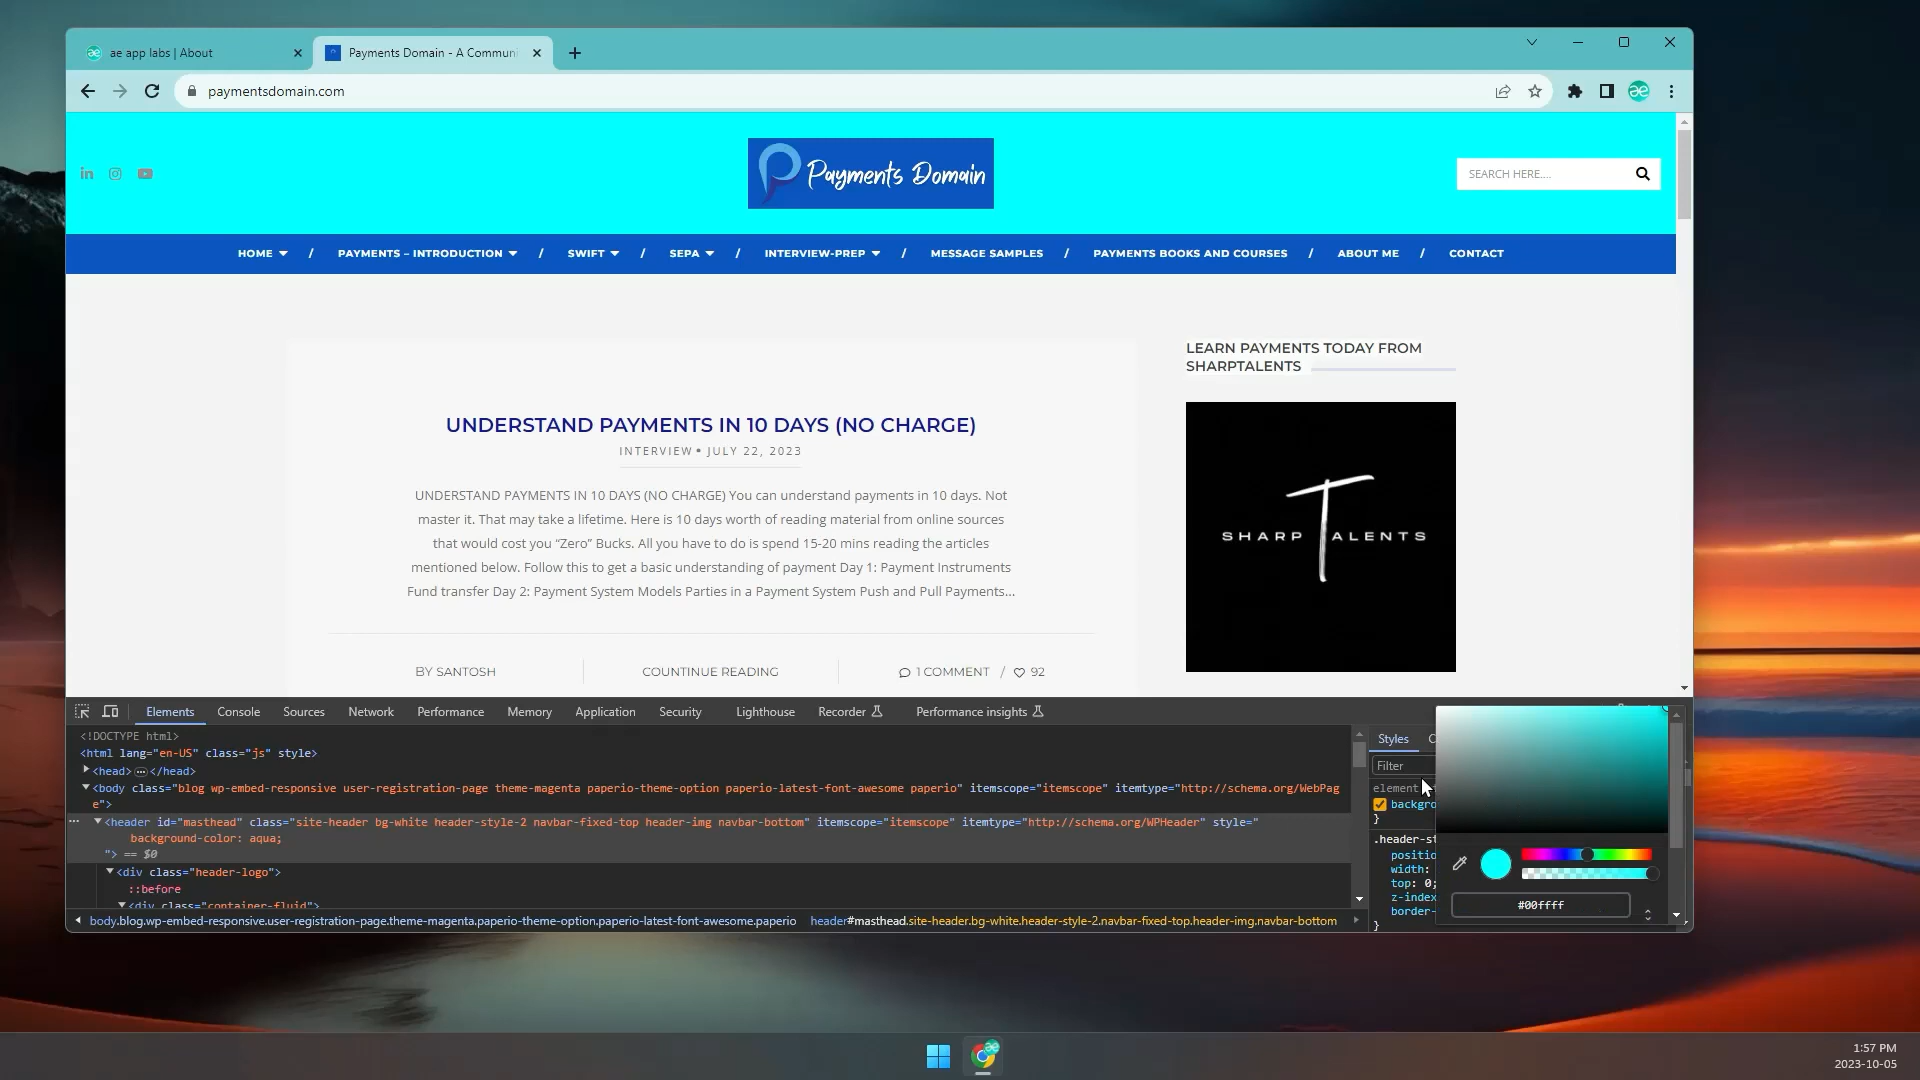 ae app labs | About
Payments Domain - A Commun
paymentsdomain.com
Payments Domain
SEARCH HERE....
HOME / PAYMENTS – INTRODUCTION / SWIFT / SEPA / INTERVIEW-PREP / MESSAGE SAMPLES / PAYMENTS BOOKS AND COURSES / ABOUT ME / CONTACT
LEARN PAYMENTS TODAY FROM
SHARPTALENTS
UNDERSTAND PAYMENTS IN 10 DAYS (NO CHARGE)
INTERVIEW • JULY 22, 2023
UNDERSTAND PAYMENTS IN 10 DAYS (NO CHARGE) You can understand payments in 10 days. Not
master it. That may take a lifetime. Here is 10 days worth of reading material from online sources
that would cost you “Zero” Bucks. All you have to do is spend 15-20 mins reading the articles
mentioned below. Follow this to get a basic understanding of payment Day 1: Payment Instruments
Fund transfer Day 2: Payment System Models Parties in a Payment System Push and Pull Payments…
SHARP TALENTS
BY SANTOSH
COUNTINUE READING
1 COMMENT / 92
Elements Console Sources Network Performance Memory Application Security Lighthouse Recorder Performance insights
<!DOCTYPE html>
<html lang="en-US" class="js" style>
<head> … </head>
<body class="blog wp-embed-responsive user-registration-page theme-magenta paperio-theme-option paperio-latest-font-awesome paperio" itemscope="itemscope" itemtype="http://schema.org/WebPag
e">
… <header id="masthead" class="site-header bg-white header-style-2 navbar-fixed-top header-img navbar-bottom" itemscope="itemscope" itemtype="http://schema.org/WPHeader" style="
background-color: aqua;
"> == $0
<div class="header-logo">
::before
<div class="container-fluid">
body.blog.wp-embed-responsive.user-registration-page.theme-magenta.paperio-theme-option.paperio-latest-font-awesome.paperio header#masthead.site-header.bg-white.header-style-2.navbar-fixed-top.header-img.navbar-bottom
Styles C
Filter
element
backgro
}
.header-st
positio
width:
top: 0;
z-index
border-
}
#00ffff
ae
1:57 PM
2023-10-05